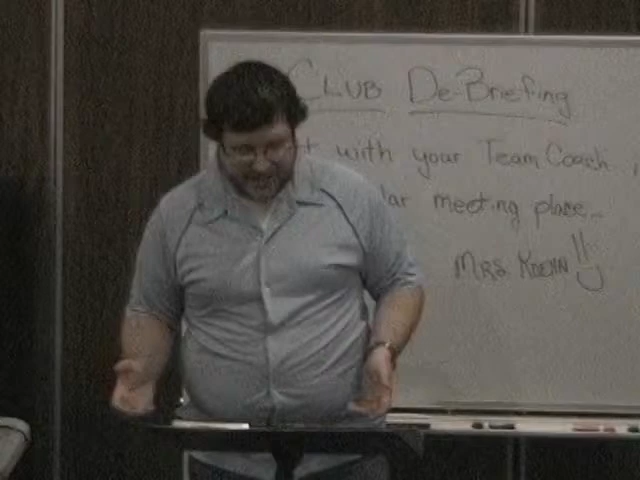 CLUB De-Briefing
with your Team Coach
meeting place..
MRS. KOEHN!!